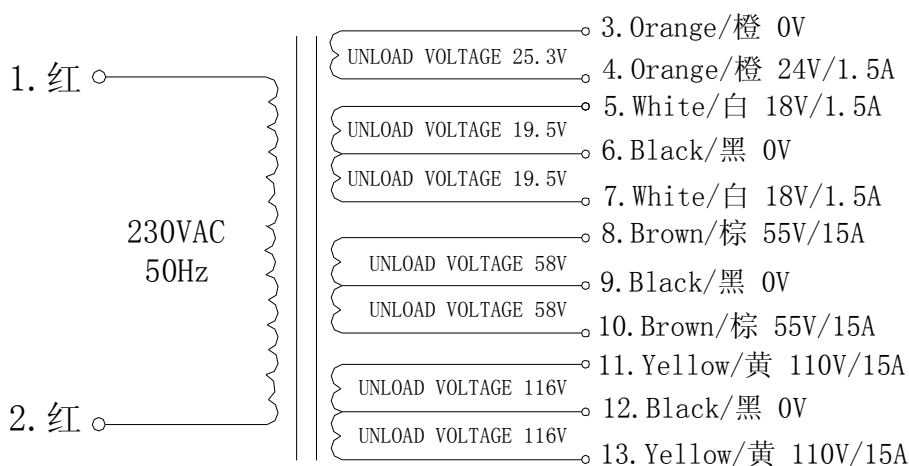 3.Orange/橙 0V
UNLOAD VOLTAGE 25.3V
4.Orange/橙 24V/1.5A
1.红
5.White/白 18V/1.5A
UNLOAD VOLTAGE 19.5V
6.Black/黑 0V
UNLOAD VOLTAGE 19.5V
7.White/白 18V/1.5A
230VAC
50Hz
8.Brown/棕 55V/15A
UNLOAD VOLTAGE 58V
9.Black/黑 0V
UNLOAD VOLTAGE 58V
10.Brown/棕 55V/15A
11.Yellow/黄 110V/15A
UNLOAD VOLTAGE 116V
12.Black/黑 0V
2.红
UNLOAD VOLTAGE 116V
13.Yellow/黄 110V/15A